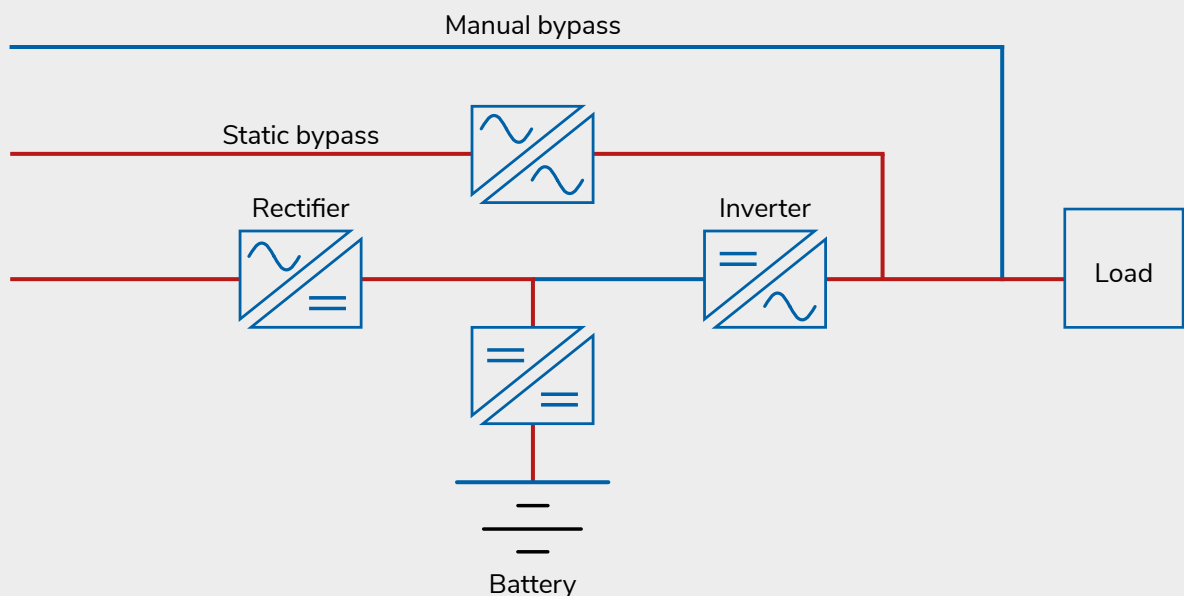 Manual bypass
Static bypass
Rectifier
Inverter
Load
Battery